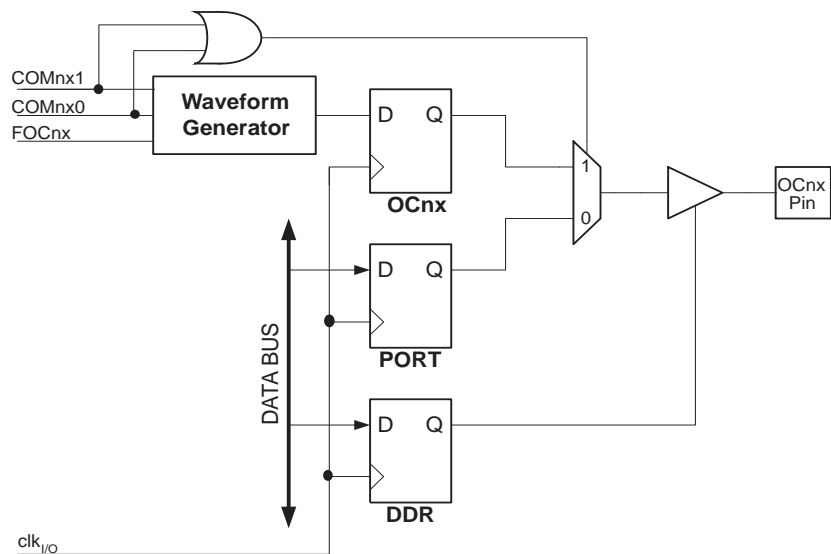 COMnx1
COMnx0
FOCnx
Waveform
Generator
D Q
OCnx
1
0
OCnx
Pin
D Q
PORT
DATA BUS
D Q
DDR
clkI/O